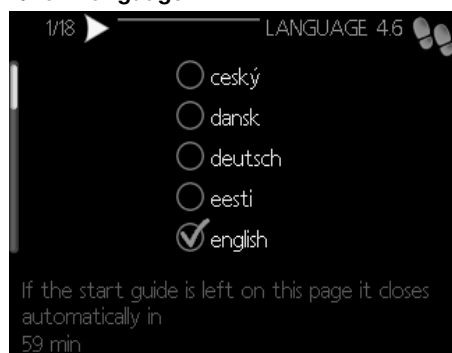 1/18 LANGUAGE 4.6
ceský
dansk
deutsch
eesti
english
If the start guide is left on this page it closes
automatically in
59 min